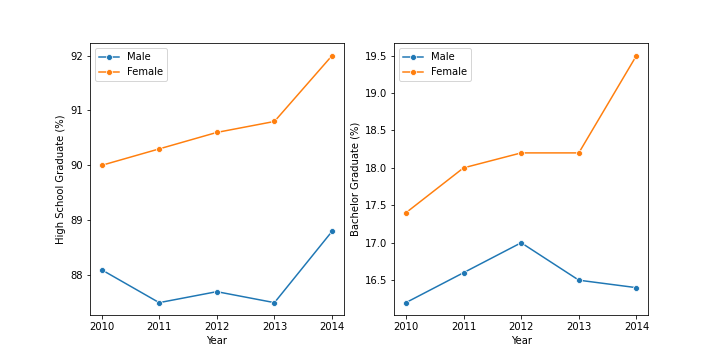 Male
Female
High School Graduate (%)
92
91
90
89
88
2010 2011 2012 2013 2014
Year
Male
Female
Bachelor Graduate (%)
19.5
19.0
18.5
18.0
17.5
17.0
16.5
2010 2011 2012 2013 2014
Year